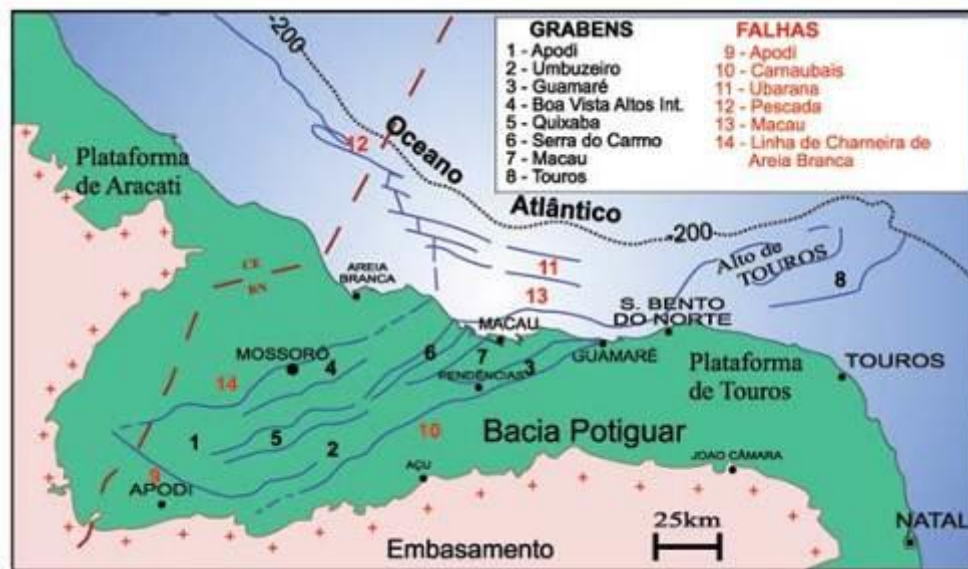 GRABENS
1 - Apodi
2 - Umbuzeiro
3 - Guamaré
4 - Boa Vista Altos Int.
5 - Quixaba
6 - Serra do Carmo
7 - Macau
8 - Touros
FALHAS
9 - Apodi
10 - Carnaubais
11 - Ubarana
12 - Pescada
13 - Macau
14 - Linha de Charneira de
Areia Branca
-200
Oceano
Atlântico
-200
12
Plataforma
de Aracati
11
Alto de
TOUROS
8
CE
RN
AREIA
BRANCA
13
S. BENTO
DO NORTE
MACAU
GUAMARÉ
MOSSORÓ
6
7
3
PENDÊNCIAS
4
14
Plataforma
de Touros
TOUROS
1
5
2
10
Bacia Potiguar
9
APODI
AÇU
JOAO CÂMARA
25km
NATAL
Embasamento